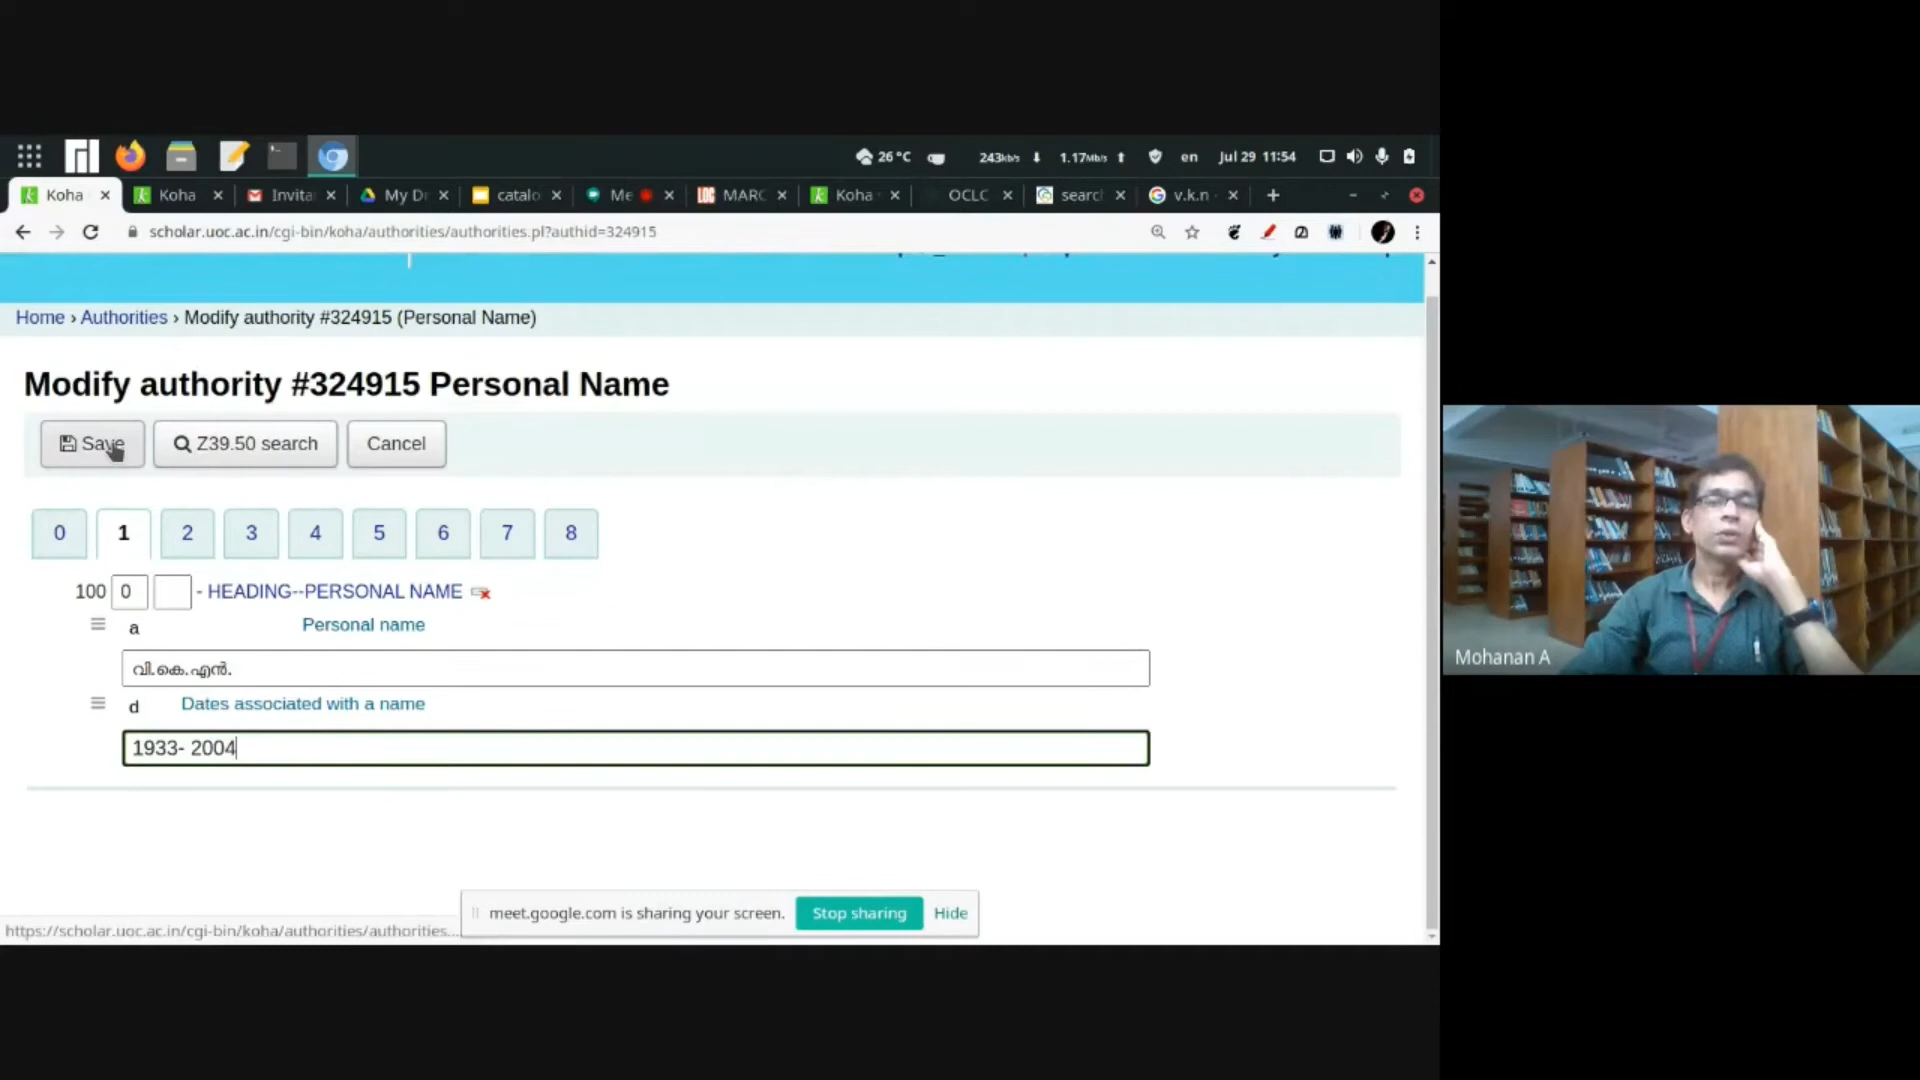 26 °C 243kb/s 1.17Mb/s en Jul 29 11:54
Koha Koha Invita My Dr catalo Me MARC Koha OCLC searcl v.k.n
scholar.uoc.ac.in/cgi-bin/koha/authorities/authorities.pl?authid=324915
Home › Authorities › Modify authority #324915 (Personal Name)
Modify authority #324915 Personal Name
Save Z39.50 search Cancel
0 1 2 3 4 5 6 7 8
100 0 - HEADING--PERSONAL NAME
a Personal name
വി.കെ.എൻ.
d Dates associated with a name
1933- 2004
meet.google.com is sharing your screen. Stop sharing Hide
https://scholar.uoc.ac.in/cgi-bin/koha/authorities/authorities...
Mohanan A